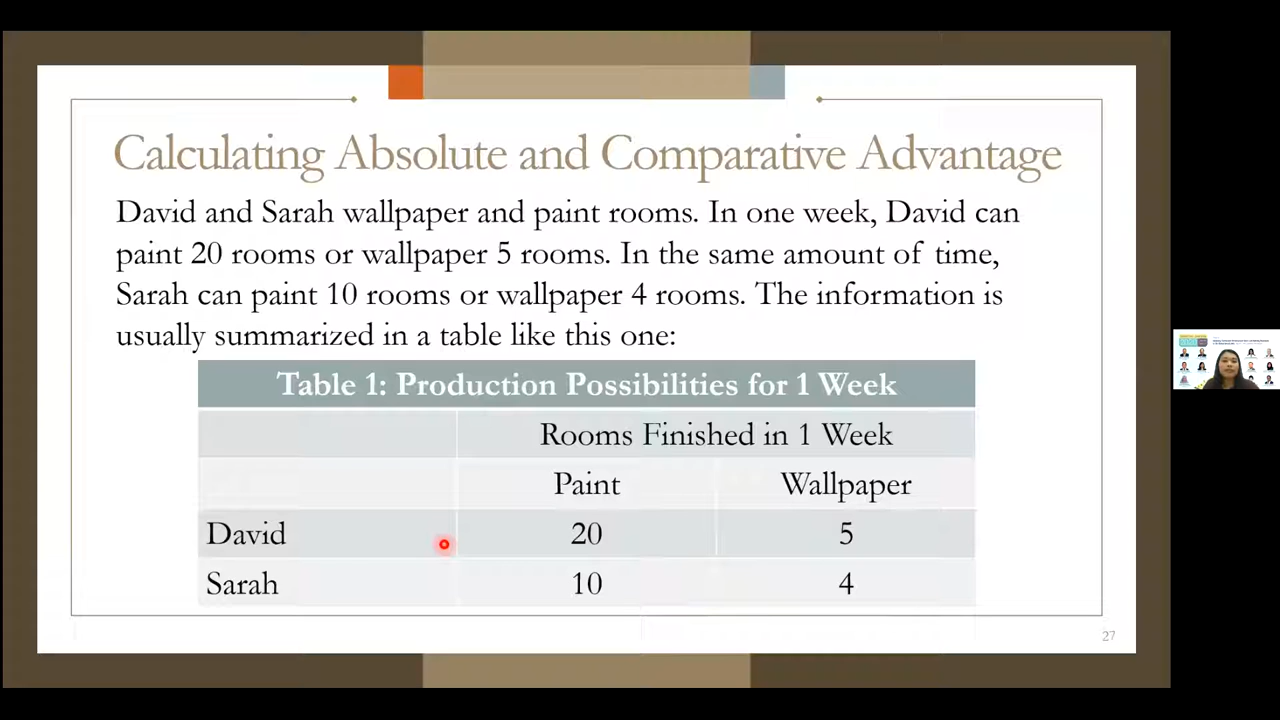 Calculating Absolute and Comparative Advantage
David and Sarah wallpaper and paint rooms. In one week, David can
paint 20 rooms or wallpaper 5 rooms. In the same amount of time,
Sarah can paint 10 rooms or wallpaper 4 rooms. The information is
usually summarized in a table like this one:
Table 1: Production Possibilities for 1 Week
Rooms Finished in 1 Week
Paint Wallpaper
David 20 5
Sarah 10 4
27